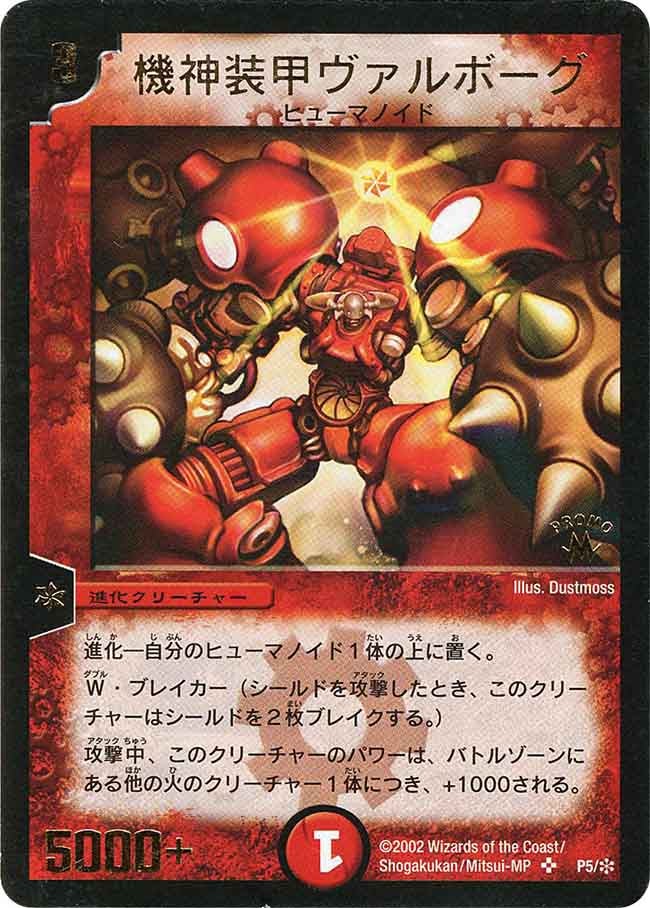 3
機神装甲ヴァルボーグ
ヒューマノイド
PROMO
M
Illus. Dustmoss
進化クリーチャー
進化―自分のヒューマノイド1体の上に置く。
W・ブレイカー(シールドを攻撃したとき、このクリー
チャーはシールドを2枚ブレイクする。)
攻撃中、このクリーチャーのパワーは、バトルゾーンに
ある他の火のクリーチャー1体につき、+1000される。
5000+
1
©2002 Wizards of the Coast/
Shogakukan/Mitsui-MP
P5/